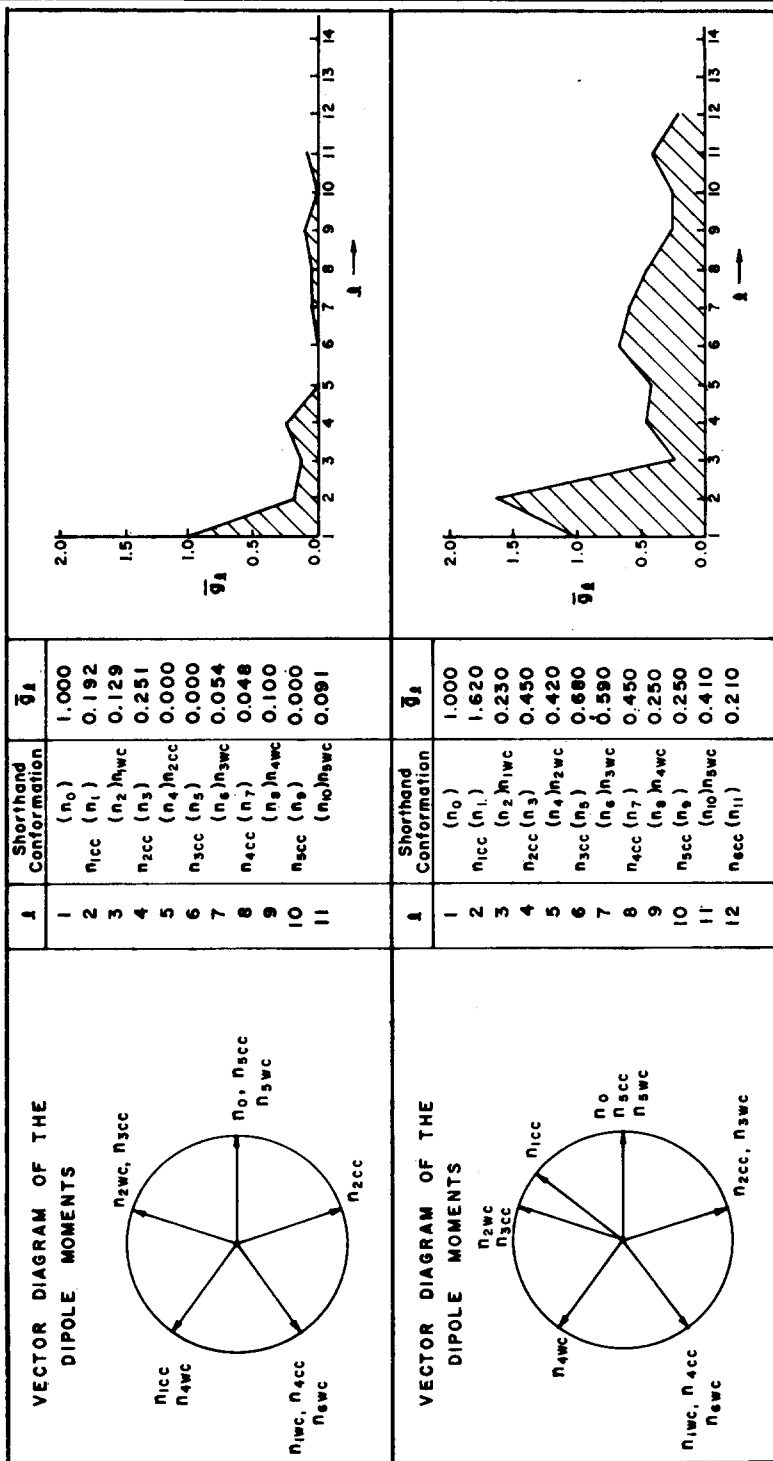 VECTOR DIAGRAM OF THE
DIPOLE MOMENTS
n2WC, n3CC
n1CC
n4WC
n0, n5CC
n5WC
n1WC, n4CC
n6WC
n2CC
ℓ Shorthand Conformation ḡℓ
1 (n0) 1.000
2 n1CC (n1) 0.192
3 (n2)n1WC 0.129
4 n2CC (n3) 0.251
5 (n4)n2CC 0.000
6 n3CC (n5) 0.000
7 (n6)n3WC 0.054
8 n4CC (n7) 0.048
9 (n8)n4WC 0.100
10 n5CC (n9) 0.000
11 (n10)n5WC 0.091
ḡℓ
2.0
1.5
1.0
0.5
0.0
1 2 3 4 5 6 7 8 9 10 11 12 13 14
ℓ →
VECTOR DIAGRAM OF THE
DIPOLE MOMENTS
n2WC
n3CC
n1CC
n4WC
n0
n5CC
n5WC
n1WC, n4CC
n6WC
n2CC, n3WC
ℓ Shorthand Conformation ḡℓ
1 (n0) 1.000
2 n1CC (n1. 1.620
3 (n2)n1WC 0.230
4 n2CC (n3) 0.450
5 (n4)n2WC 0.420
6 n3CC (n5) 0.680
7 (n6)n3WC 0.590
8 n4CC (n7) 0.450
9 (n8)n4WC 0.250
10 n5CC (n9) 0.250
11 (n10)n5WC 0.410
12 n6CC (n11) 0.210
ḡℓ
2.0
1.5
1.0
0.5
0.0
1 2 3 4 5 6 7 8 9 10 11 12 13 14
ℓ →